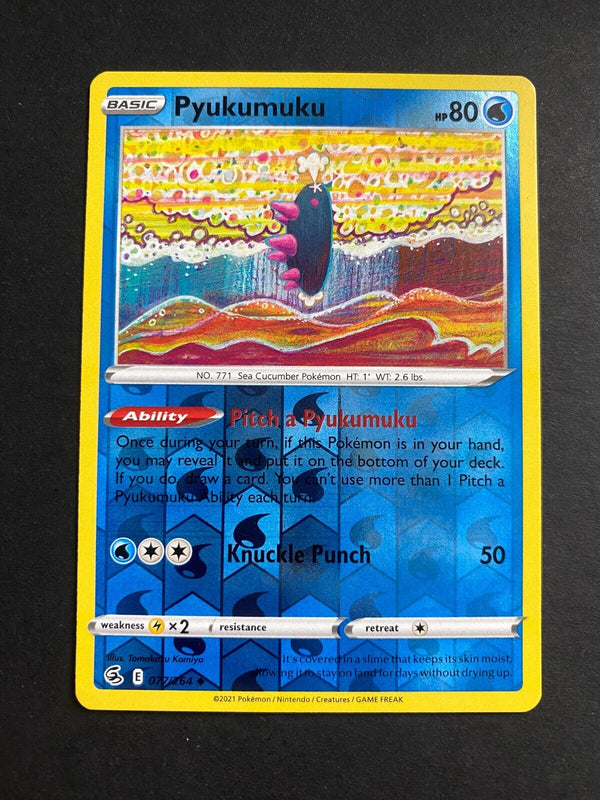 BASIC Pyukumuku HP 80
NO. 771 Sea Cucumber Pokémon HT: 1' WT: 2.6 lbs.
Ability Pitch a Pyukumuku
Once during your turn, if this Pokémon is in your hand,
you may reveal it and put it on the bottom of your deck.
If you do, draw a card. You can't use more than 1 Pitch a
Pyukumuku Ability each turn.
Knuckle Punch 50
weakness ×2 resistance retreat
Illus. Tomokazu Komiya
E 077/264
It's covered in a slime that keeps its skin moist,
allowing it to stay on land for days without drying up.
©2021 Pokémon / Nintendo / Creatures / GAME FREAK